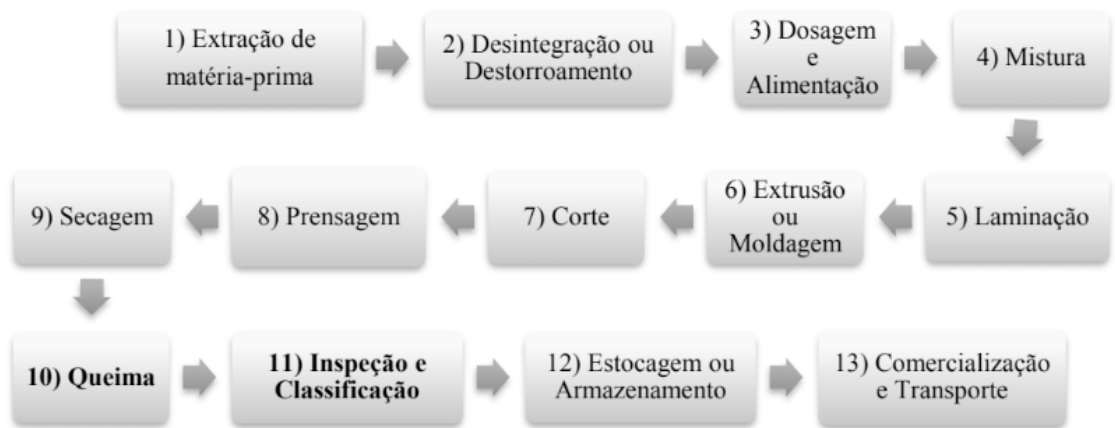 1) Extração de
matéria-prima
2) Desintegração ou
Destorroamento
3) Dosagem
e
Alimentação
4) Mistura
5) Laminação
6) Extrusão
ou
Moldagem
7) Corte
8) Prensagem
9) Secagem
10) Queima
11) Inspeção e
Classificação
12) Estocagem ou
Armazenamento
13) Comercialização
e Transporte